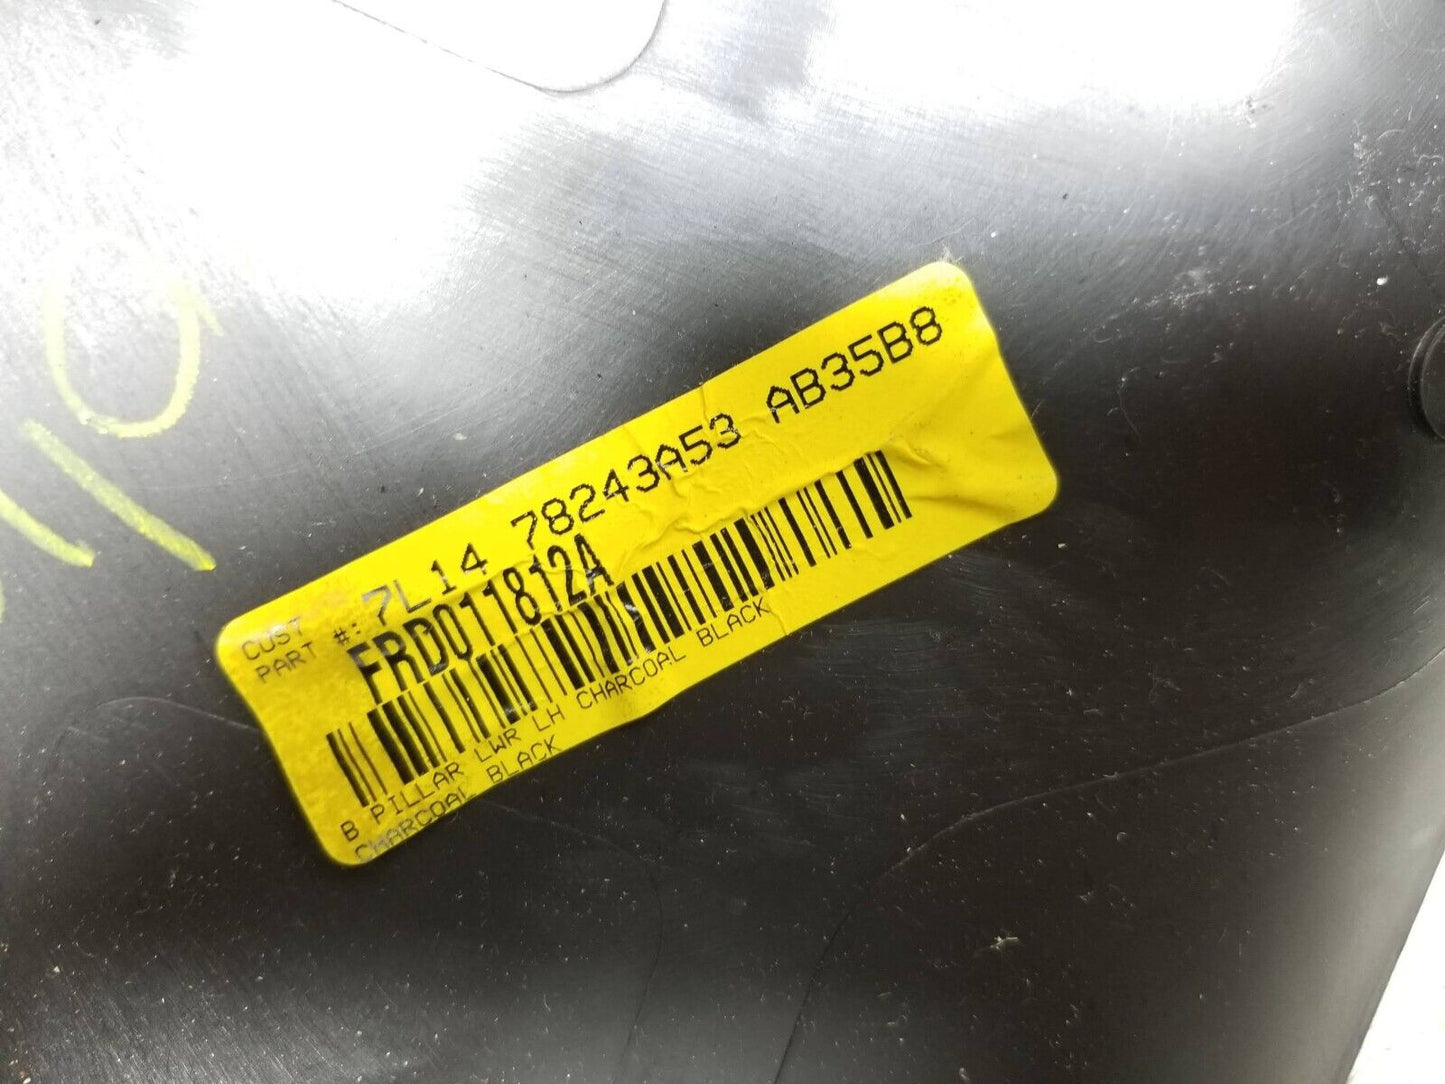 CUST
PART #: 7L14 78243A53 AB35B8
FRD011812A
B PILLAR LWR LH CHARCOAL BLACK
CHARCOAL BLACK